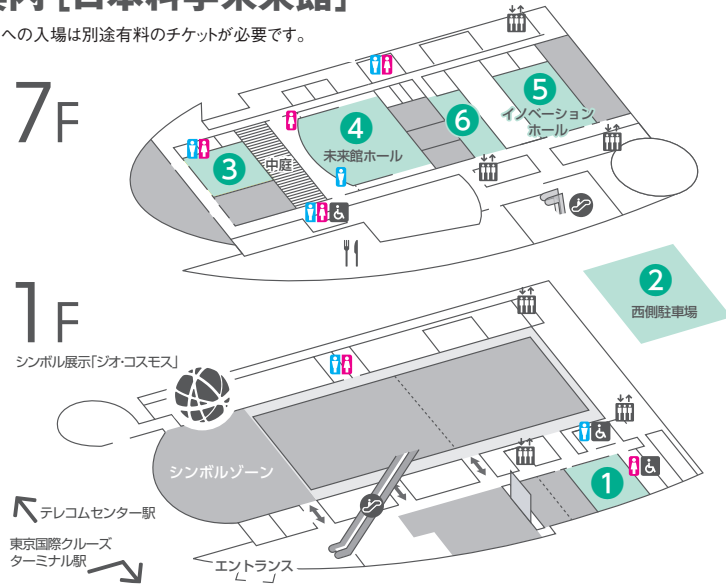 案内 [日本科学未来館]
への入場は別途有料のチケットが必要です。
7F
5
イノベーション
ホール
4
未来館ホール
6
3
中庭
2
西側駐車場
1F
シンボル展示「ジオ・コスモス」
シンボルゾーン
1
テレコムセンター駅
東京国際クルーズ
ターミナル駅
エントランス